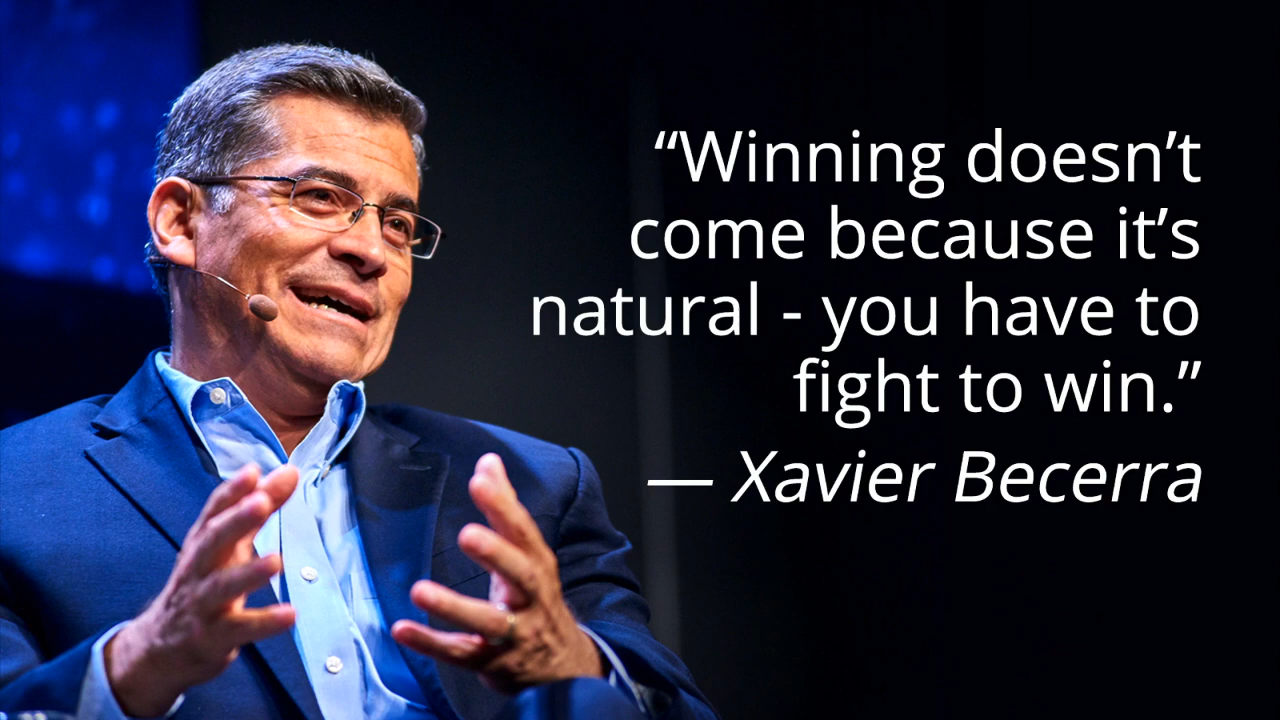 “Winning doesn’t
come because it’s
natural - you have to
fight to win.”
— Xavier Becerra